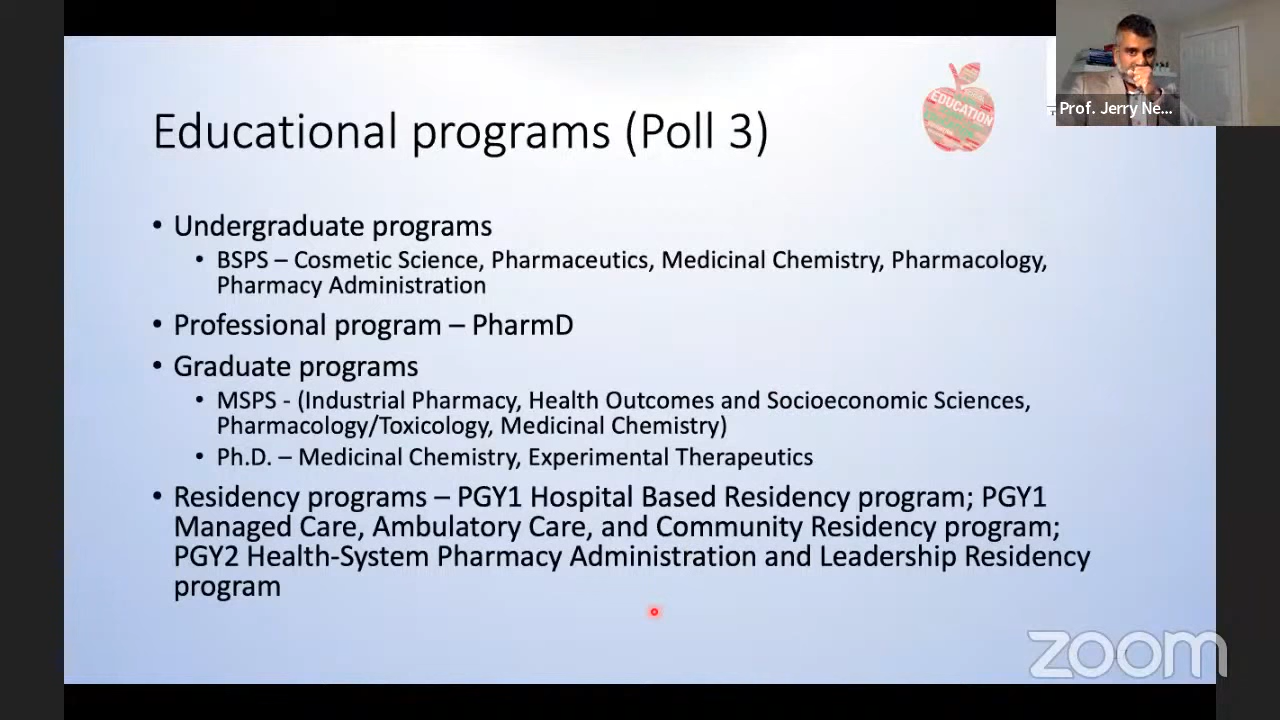 Educational programs (Poll 3)
EDUCATION
Prof. Jerry Ne...
• Undergraduate programs
• BSPS – Cosmetic Science, Pharmaceutics, Medicinal Chemistry, Pharmacology,
Pharmacy Administration
• Professional program – PharmD
• Graduate programs
• MSPS - (Industrial Pharmacy, Health Outcomes and Socioeconomic Sciences,
Pharmacology/Toxicology, Medicinal Chemistry)
• Ph.D. – Medicinal Chemistry, Experimental Therapeutics
• Residency programs – PGY1 Hospital Based Residency program; PGY1
Managed Care, Ambulatory Care, and Community Residency program;
PGY2 Health-System Pharmacy Administration and Leadership Residency
program
zoom